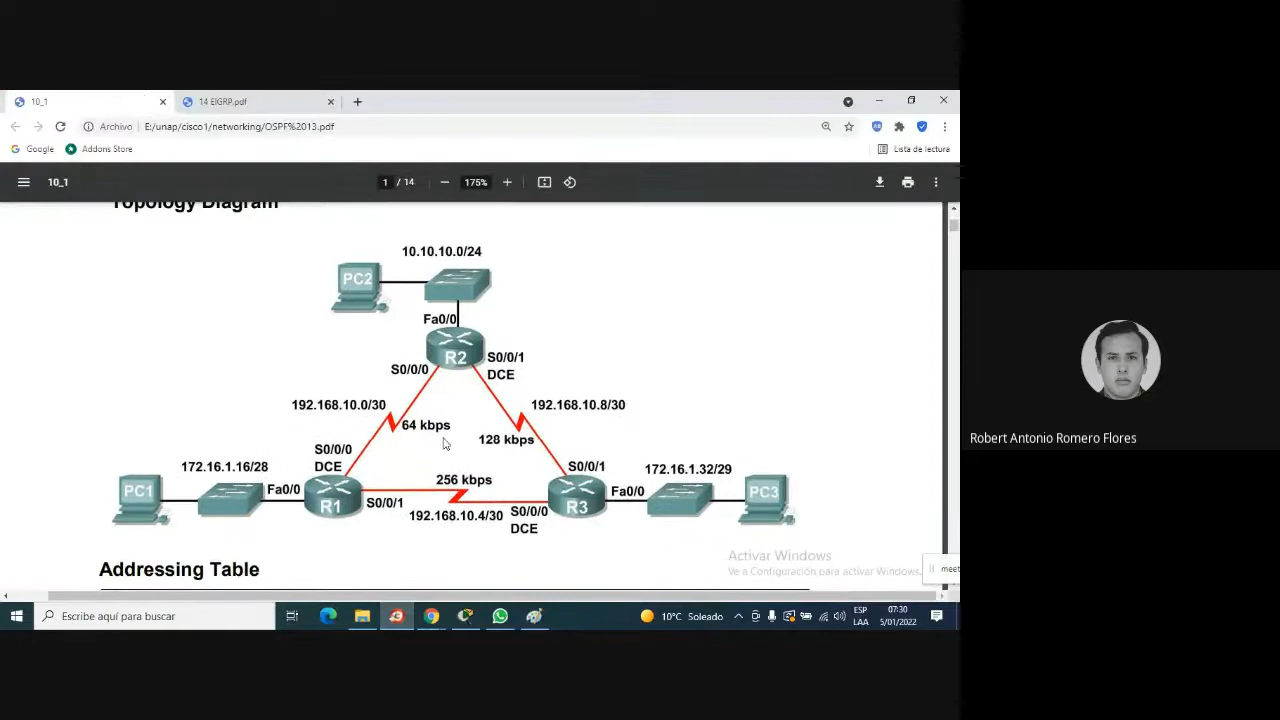 10_1
14 EIGRP.pdf
Archivo
E:/unap/cisco1/networking/OSPF%2013.pdf
Google
Addons Store
Lista de lectura
10_1
1 / 14
175%
Topology Diagram
10.10.10.0/24
PC2
Fa0/0
R2
S0/0/1
DCE
S0/0/0
192.168.10.0/30
192.168.10.8/30
64 kbps
128 kbps
S0/0/0
DCE
172.16.1.16/28
256 kbps
S0/0/1
172.16.1.32/29
PC1
Fa0/0
R1
S0/0/1
192.168.10.4/30
S0/0/0
DCE
R3
Fa0/0
PC3
Addressing Table
Activar Windows
Ve a Configuración para activar Windows.
meet
Escribe aquí para buscar
10°C Soleado
ESP
LAA
07:30
5/01/2022
Robert Antonio Romero Flores